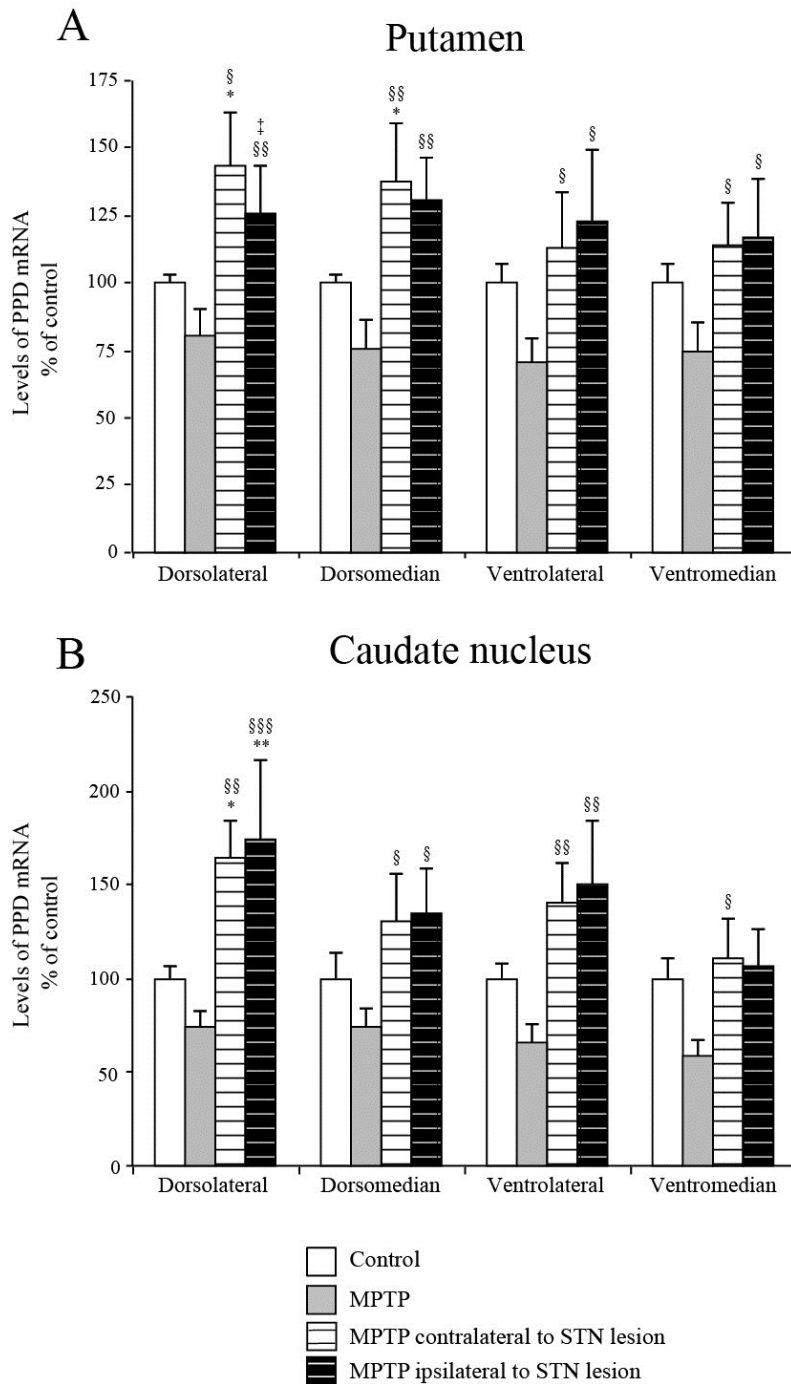 A
Putamen
Levels of PPD mRNA
% of control
175
150
125
100
75
50
25
0
§
*
‡
§§
§§
*
§§
§
§
§
§
Dorsolateral
Dorsomedian
Ventrolateral
Ventromedian
B
Caudate nucleus
Levels of PPD mRNA
% of control
250
200
150
100
50
0
§§
*
§§§
**
§
§
§§
§§
§
Dorsolateral
Dorsomedian
Ventrolateral
Ventromedian
Control
MPTP
MPTP contralateral to STN lesion
MPTP ipsilateral to STN lesion